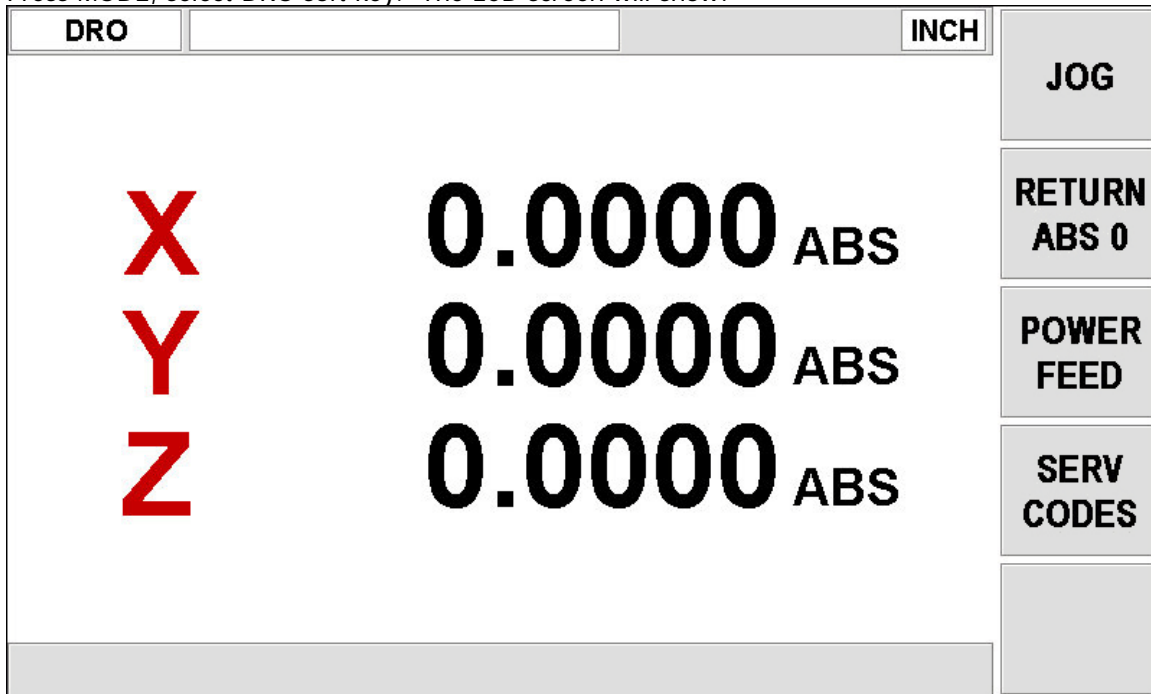 DRO INCH
JOG
X 0.0000 ABS
RETURN
ABS 0
Y 0.0000 ABS
POWER
FEED
Z 0.0000 ABS
SERV
CODES